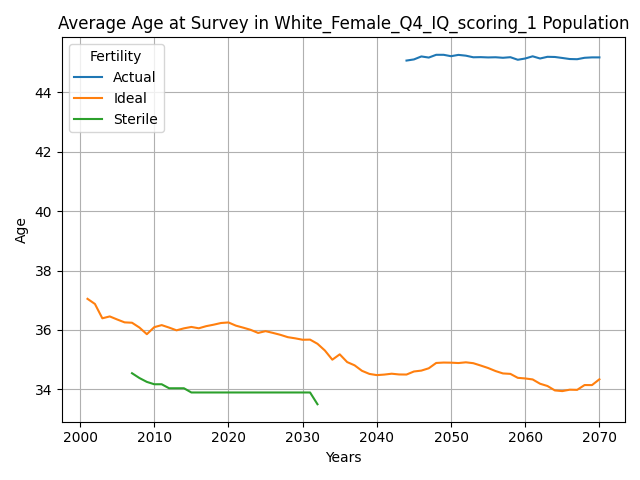 Average Age at Survey in White_Female_Q4_IQ_scoring_1 Population
Fertility
Actual
Ideal
Sterile
44
42
40
38
36
34
Age
2000 2010 2020 2030 2040 2050 2060 2070
Years